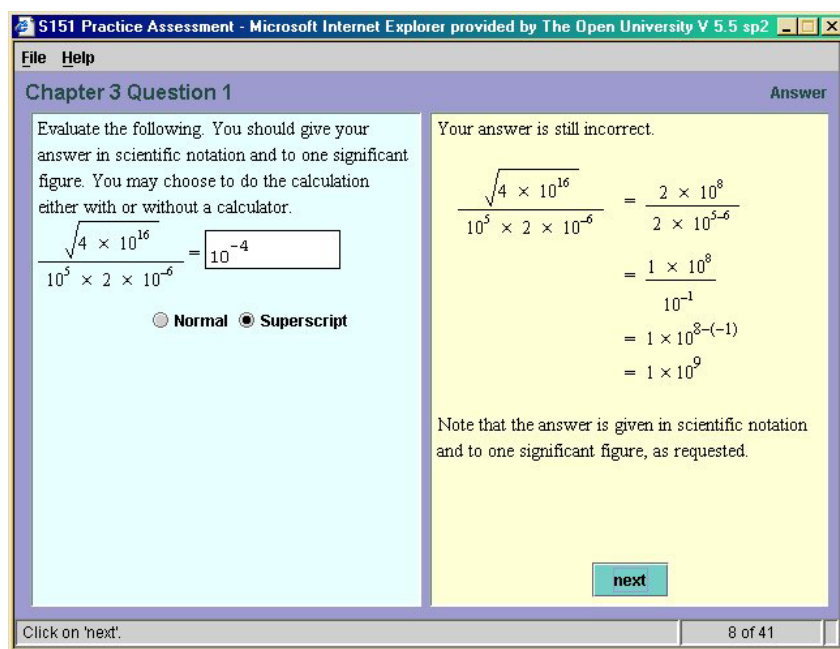 S151 Practice Assessment - Microsoft Internet Explorer provided by The Open University V 5.5 sp2
File Help
Chapter 3 Question 1
Answer
Evaluate the following. You should give your
answer in scientific notation and to one significant
figure. You may choose to do the calculation
either with or without a calculator.
√4 × 10^16
= 10^-4
10^5 × 2 × 10^-6
Normal Superscript
Your answer is still incorrect.
√4 × 10^16 = 2 × 10^8
10^5 × 2 × 10^-6 2 × 10^5-6
= 1 × 10^8
10^-1
= 1 × 10^8-(-1)
= 1 × 10^9
Note that the answer is given in scientific notation
and to one significant figure, as requested.
next
Click on 'next'.
8 of 41